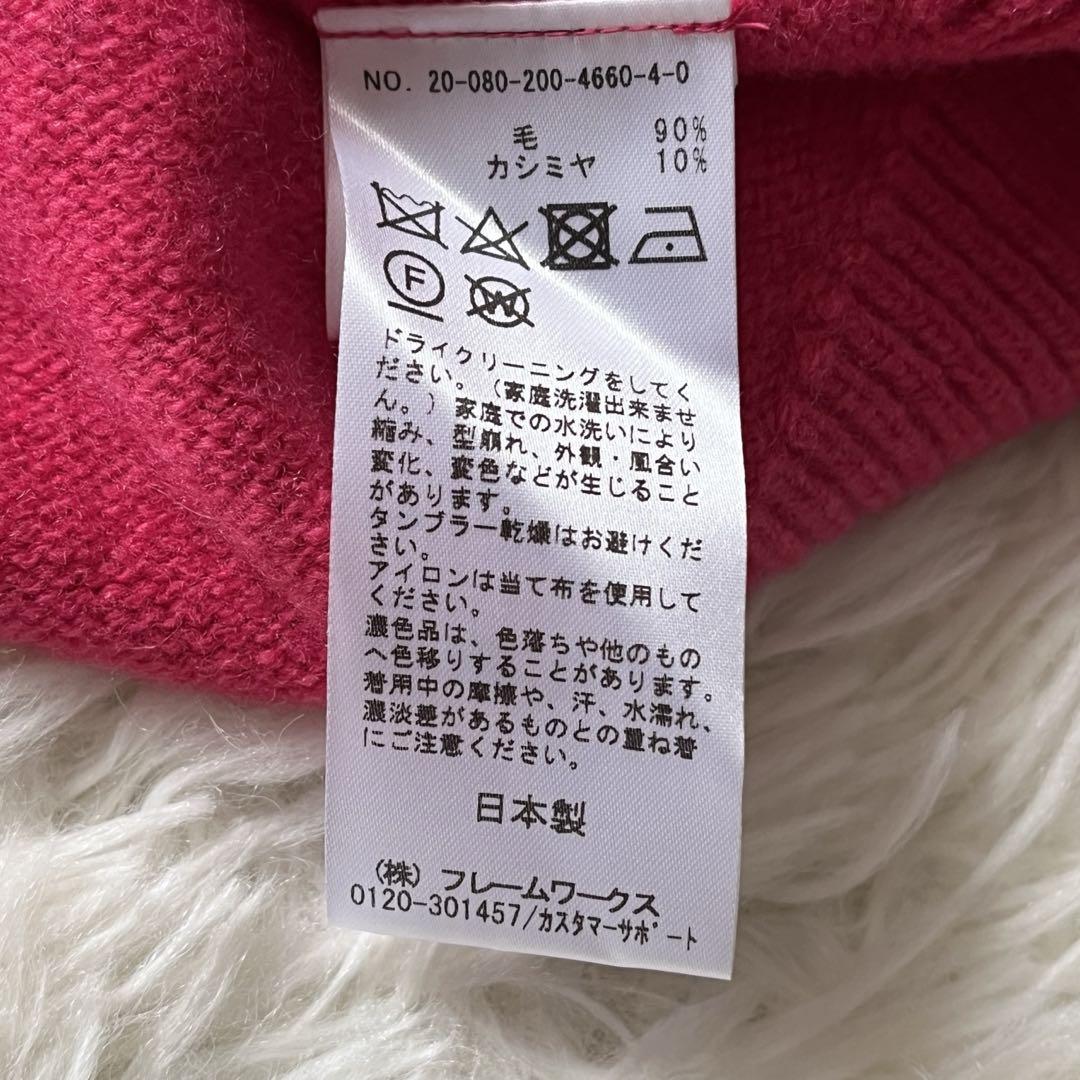 NO. 20-080-200-4660-4-0
毛 90%
カシミヤ 10%
F
W
ドライクリーニングをしてく
ださい。(家庭洗濯出来ませ
ん。)家庭での水洗いにより
縮み、型崩れ、外観・風合い
変化、変色などが生じること
があります。
タンブラー乾燥はお避けくだ
さい。
アイロンは当て布を使用して
ください。
濃色品は、色落ちや他のもの
へ色移りすることがあります。
着用中の摩擦や、汗、水濡れ、
濃淡差があるものとの重ね着
にご注意ください。
日本製
(株) フレームワークス
0120-301457/カスタマーサポート